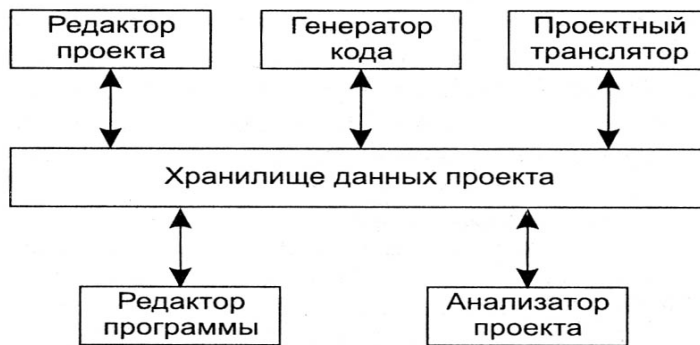 Редактор
проекта
Генератор
кода
Проектный
транслятор
Хранилище данных проекта
Редактор
программы
Анализатор
проекта